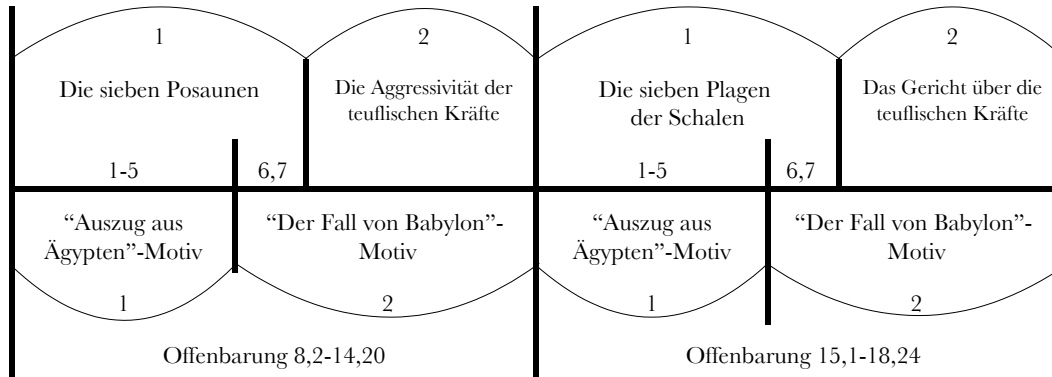 1
2
1
2
Die sieben Posaunen
Die Aggressivität der
teuflischen Kräfte
Die sieben Plagen
der Schalen
Das Gericht über die
teuflischen Kräfte
1-5
6,7
1-5
6,7
“Auszug aus
Ägypten”-Motiv
“Der Fall von Babylon”-
Motiv
“Auszug aus
Ägypten”-Motiv
“Der Fall von Babylon”-
Motiv
1
2
1
2
Offenbarung 8,2-14,20
Offenbarung 15,1-18,24